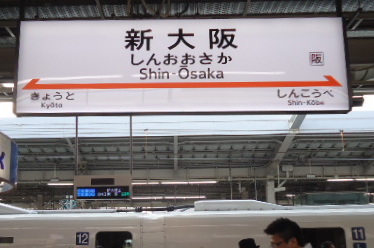 新大阪
しんおおさか
Shin-Ōsaka
阪
きょうと
Kyōto
しんこうべ
Shin-Kōbe
12
11